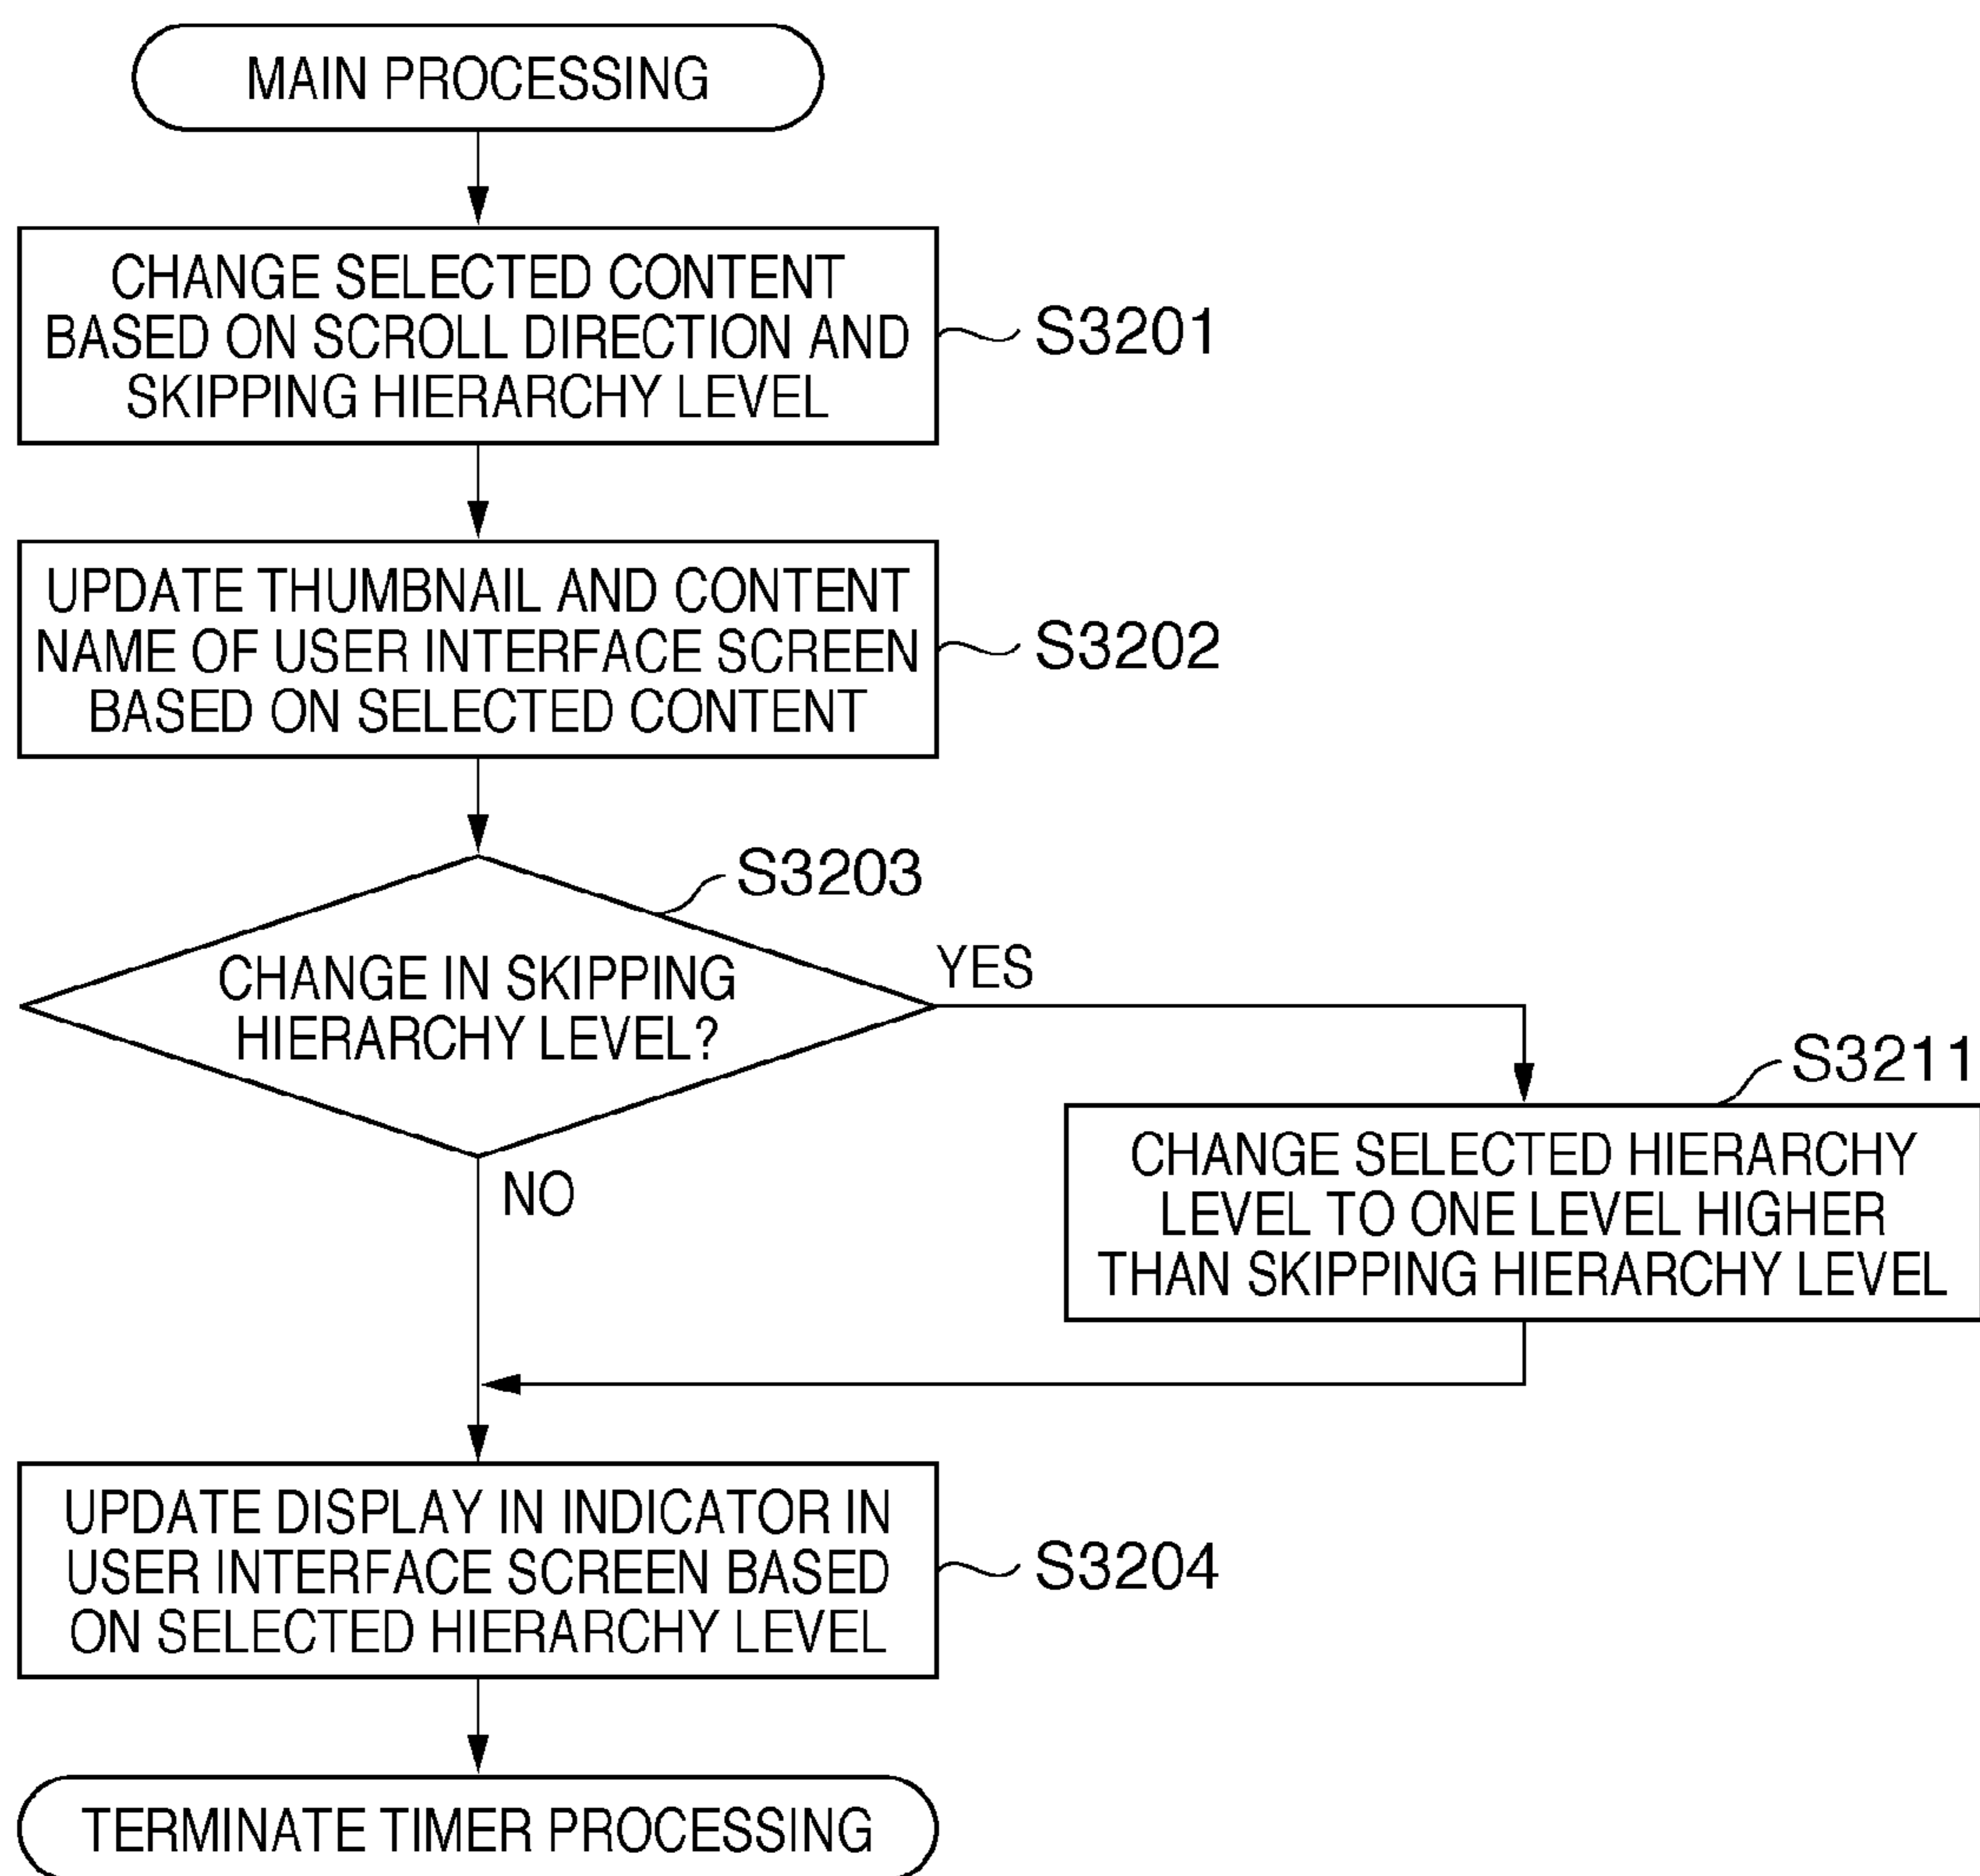 MAIN PROCESSING
CHANGE SELECTED CONTENT
BASED ON SCROLL DIRECTION AND
SKIPPING HIERARCHY LEVEL
S3201
UPDATE THUMBNAIL AND CONTENT
NAME OF USER INTERFACE SCREEN
BASED ON SELECTED CONTENT
S3202
S3203
CHANGE IN SKIPPING
HIERARCHY LEVEL?
YES
NO
S3211
CHANGE SELECTED HIERARCHY
LEVEL TO ONE LEVEL HIGHER
THAN SKIPPING HIERARCHY LEVEL
UPDATE DISPLAY IN INDICATOR IN
USER INTERFACE SCREEN BASED
ON SELECTED HIERARCHY LEVEL
S3204
TERMINATE TIMER PROCESSING